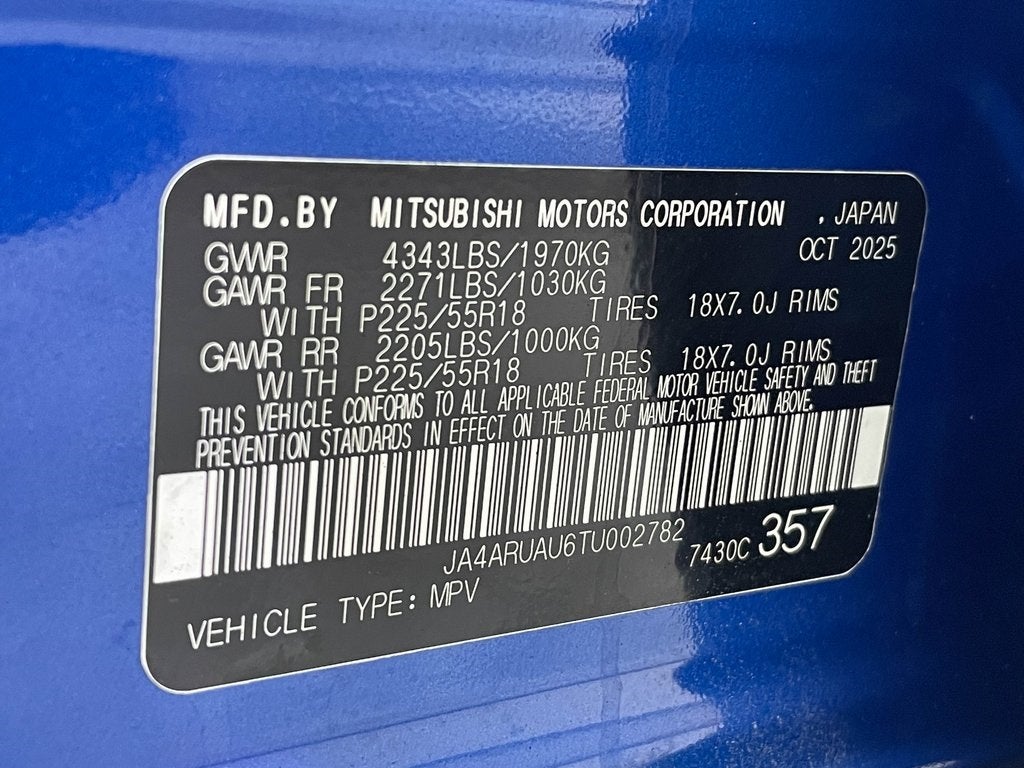 MFD.BY MITSUBISHI MOTORS CORPORATION , JAPAN
GVWR 4343LBS/1970KG OCT 2025
GAWR FR 2271LBS/1030KG
WITH P225/55R18 TIRES 18X7.0J RIMS
GAWR RR 2205LBS/1000KG
WITH P225/55R18 TIRES 18X7.0J RIMS
THIS VEHICLE CONFORMS TO ALL APPLICABLE FEDERAL MOTOR VEHICLE SAFETY AND THEFT
PREVENTION STANDARDS IN EFFECT ON THE DATE OF MANUFACTURE SHOWN ABOVE.
JA4ARUAU6TU002782 7430C 357
VEHICLE TYPE: MPV